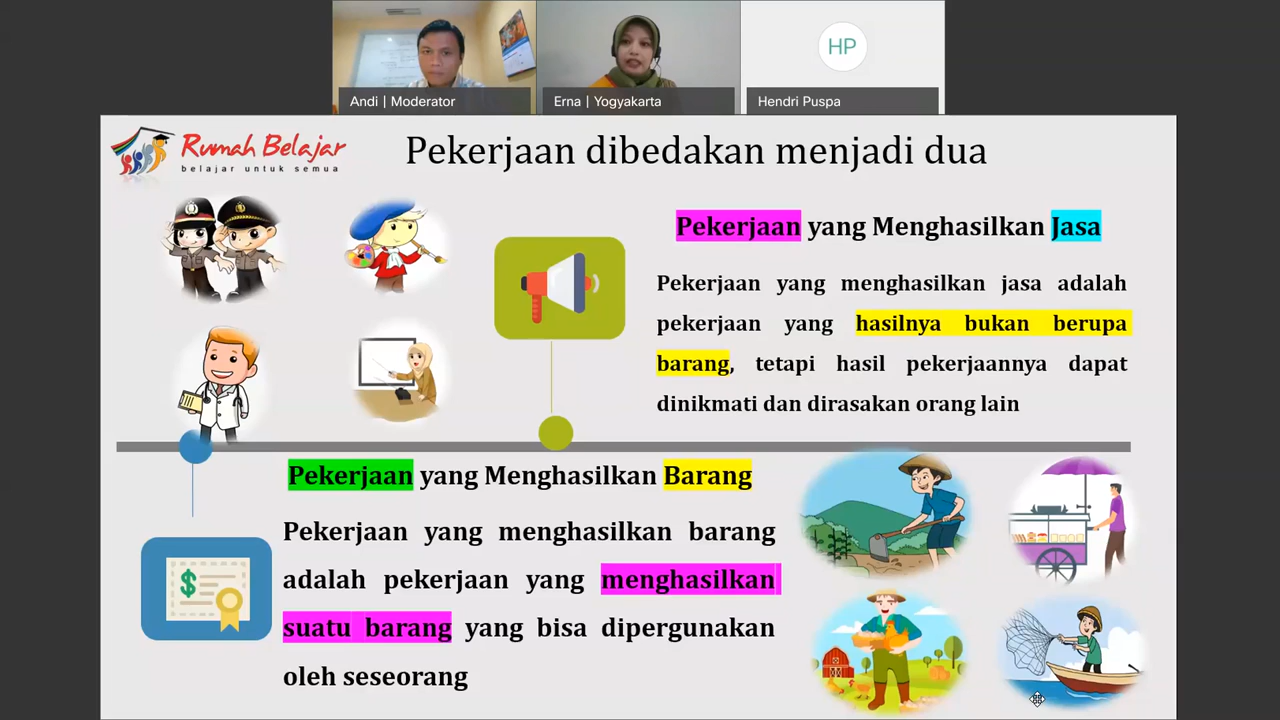 Andi | Moderator
Erna | Yogyakarta
HP
Hendri Puspa
Rumah Belajar
belajar untuk semua
Pekerjaan dibedakan menjadi dua
Pekerjaan yang Menghasilkan Jasa
Pekerjaan yang menghasilkan jasa adalah
pekerjaan yang hasilnya bukan berupa
barang, tetapi hasil pekerjaannya dapat
dinikmati dan dirasakan orang lain
Pekerjaan yang Menghasilkan Barang
Pekerjaan yang menghasilkan barang
adalah pekerjaan yang menghasilkan
suatu barang yang bisa dipergunakan
oleh seseorang
$